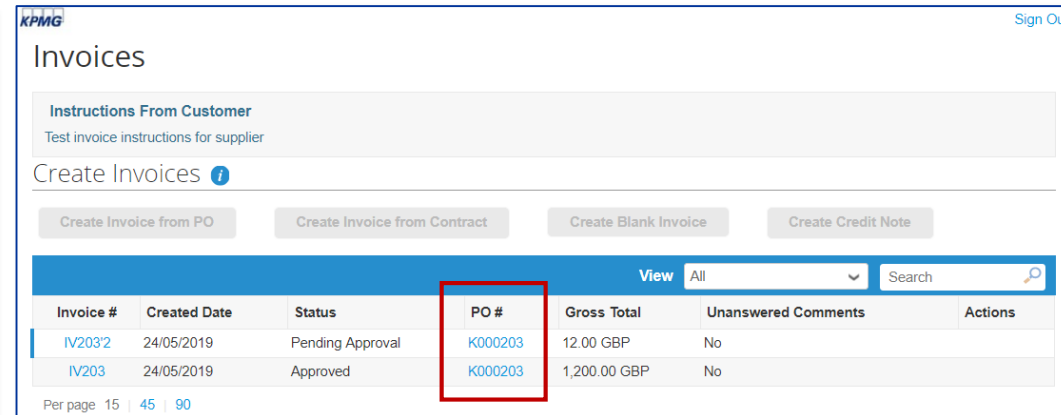 KPMG
Sign Ou
Invoices
Instructions From Customer
Test invoice instructions for supplier
Create Invoices i
Create Invoice from PO Create Invoice from Contract Create Blank Invoice Create Credit Note
View All Search
Invoice # Created Date Status PO # Gross Total Unanswered Comments Actions
IV203'2 24/05/2019 Pending Approval K000203 12.00 GBP No
IV203 24/05/2019 Approved K000203 1,200.00 GBP No
Per page 15 | 45 | 90